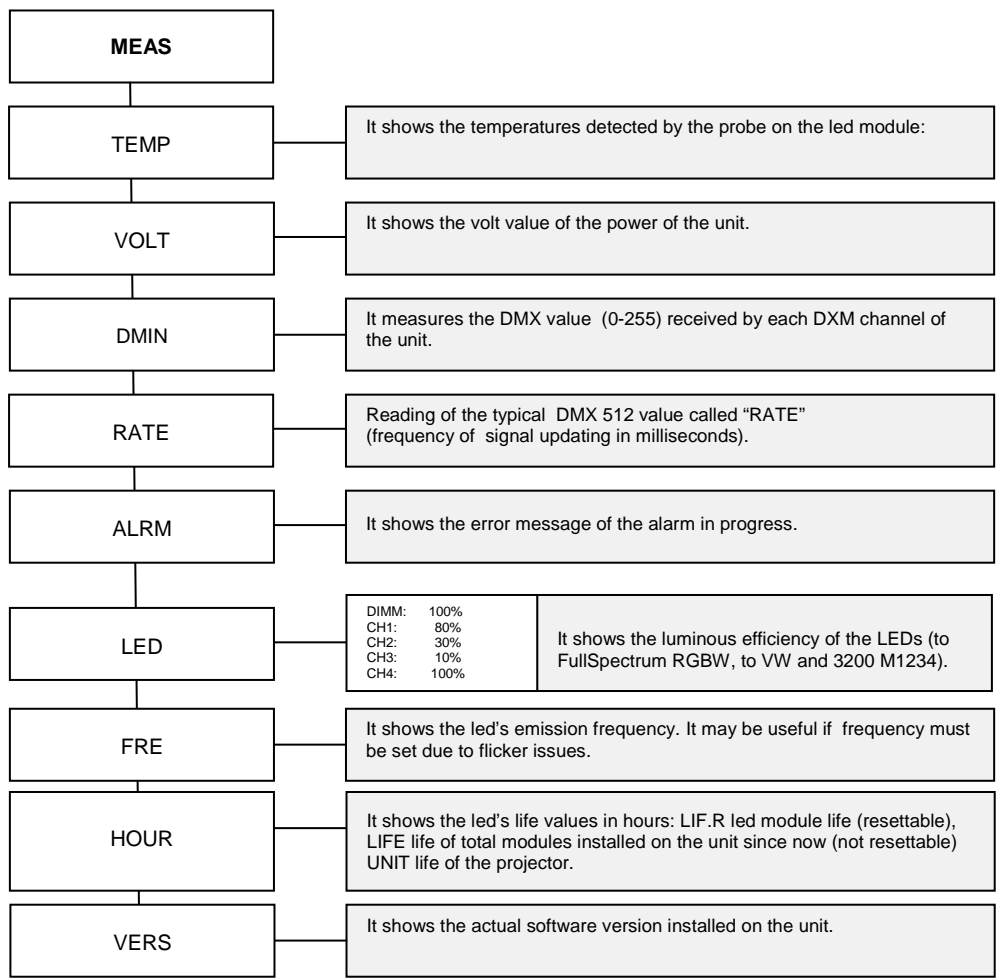 MEAS
TEMP
It shows the temperatures detected by the probe on the led module:
VOLT
It shows the volt value of the power of the unit.
DMIN
It measures the DMX value (0-255) received by each DXM channel of
the unit.
RATE
Reading of the typical DMX 512 value called “RATE”
(frequency of signal updating in milliseconds).
ALRM
It shows the error message of the alarm in progress.
LED
DIMM: 100%
CH1: 80%
CH2: 30%
CH3: 10%
CH4: 100%
It shows the luminous efficiency of the LEDs (to
FullSpectrum RGBW, to VW and 3200 M1234).
FRE
It shows the led’s emission frequency. It may be useful if frequency must
be set due to flicker issues.
HOUR
It shows the led’s life values in hours: LIF.R led module life (resettable),
LIFE life of total modules installed on the unit since now (not resettable)
UNIT life of the projector.
VERS
It shows the actual software version installed on the unit.